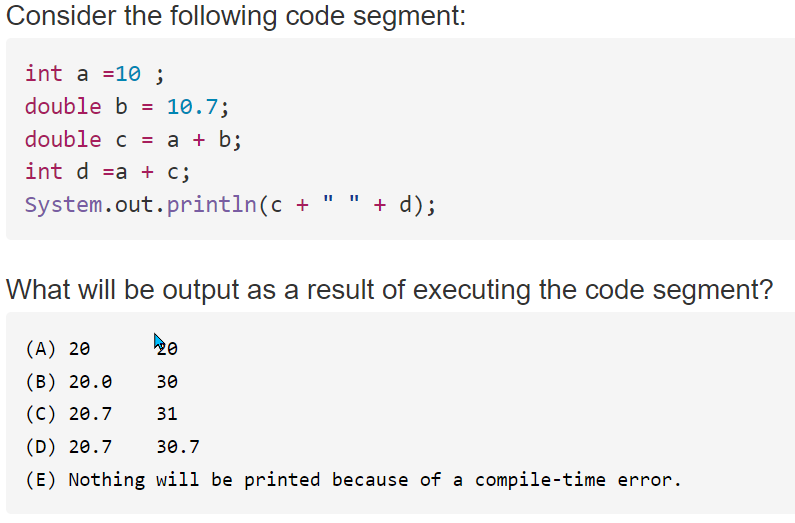 Consider the following code segment:
int a =10 ;
double b = 10.7;
double c = a + b;
int d =a + c;
System.out.println(c + " " + d);
What will be output as a result of executing the code segment?
(A) 20      20
(B) 20.0    30
(C) 20.7    31
(D) 20.7    30.7
(E) Nothing will be printed because of a compile-time error.